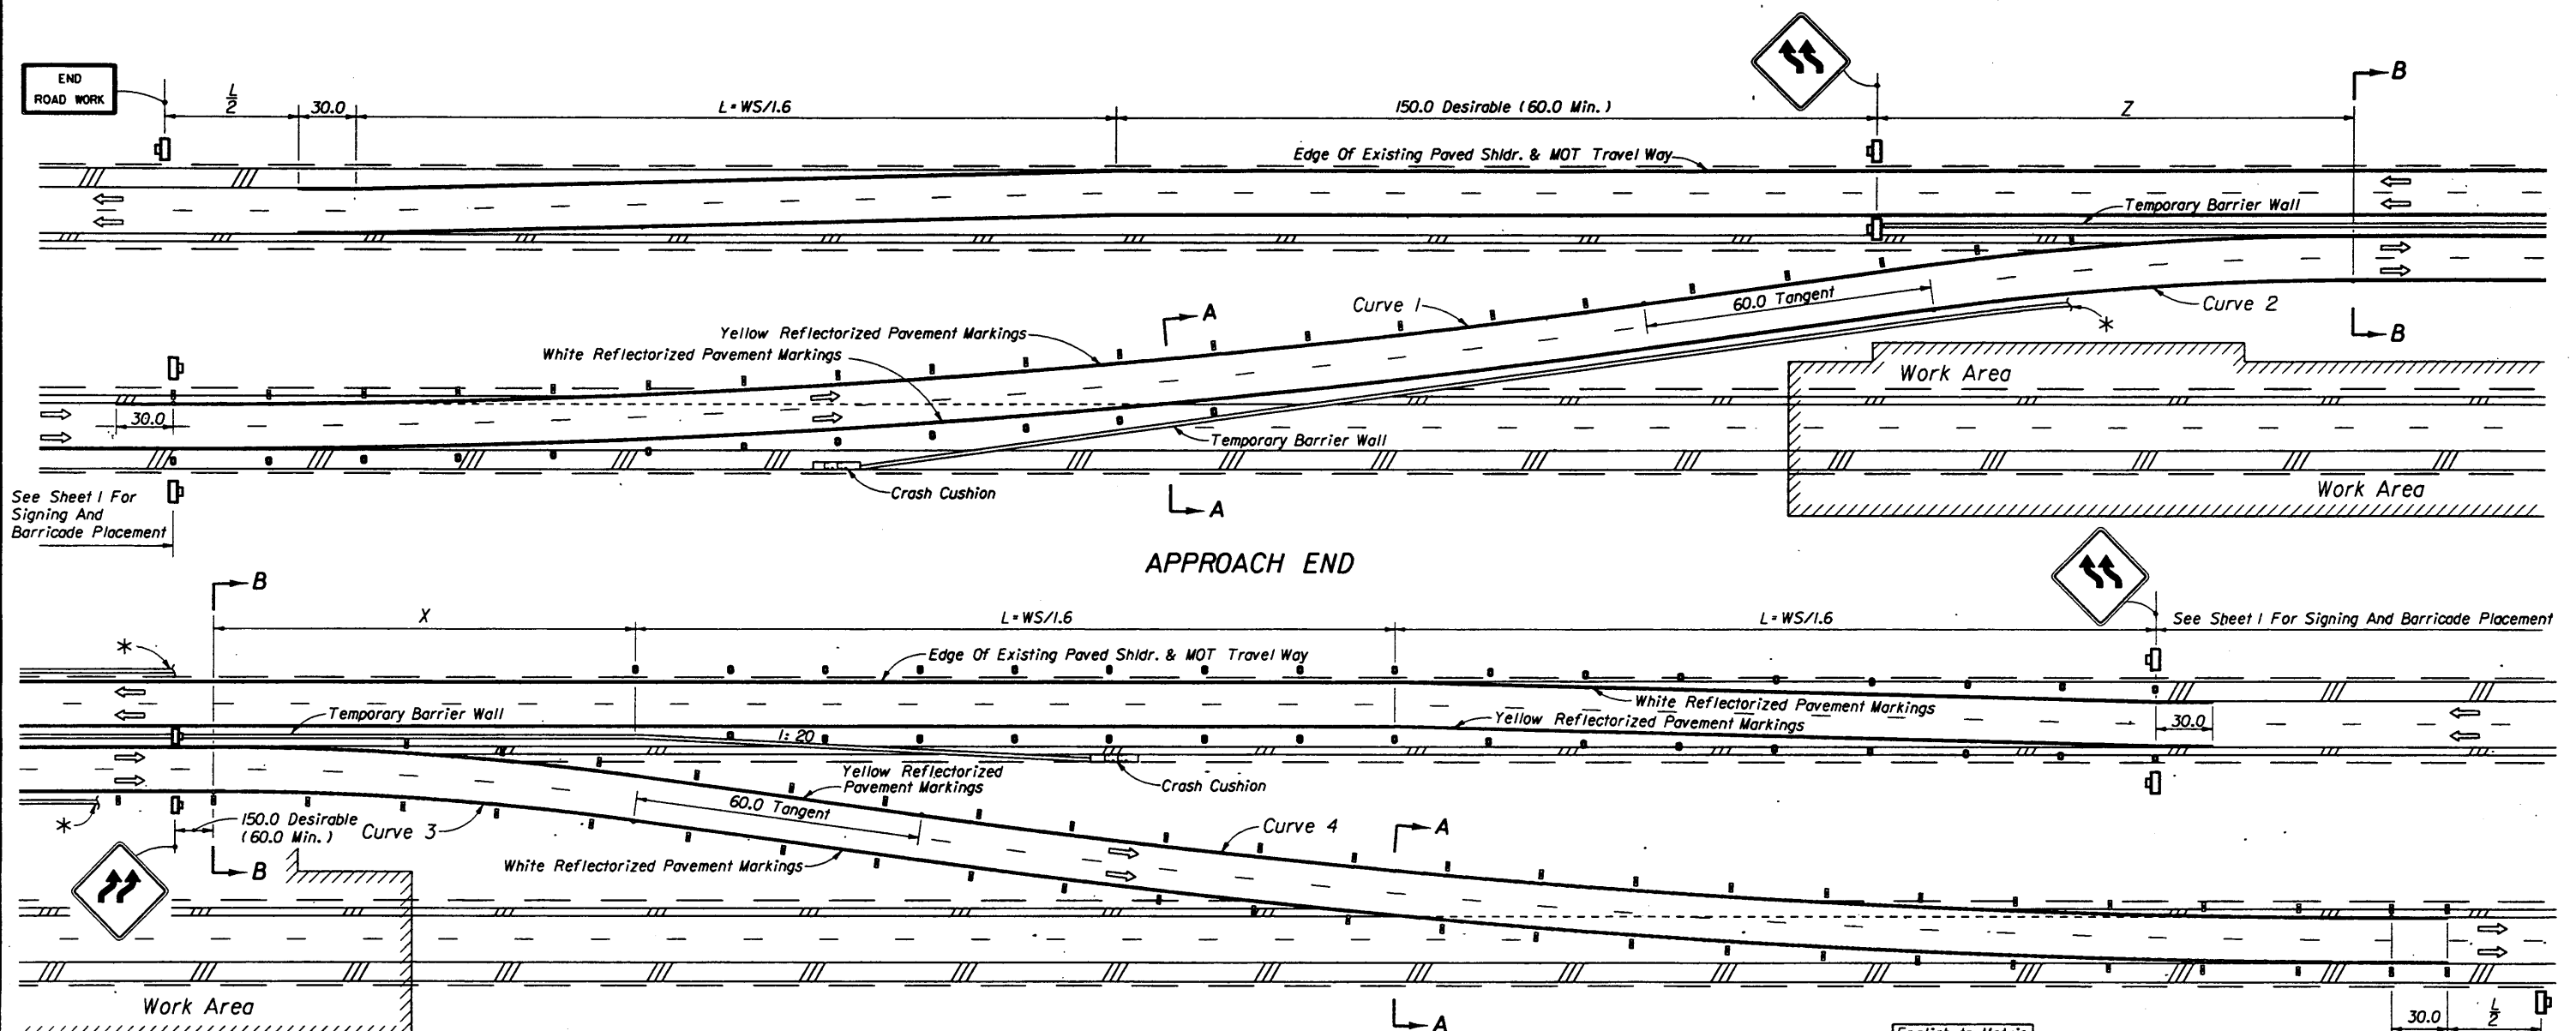 END
ROAD WORK
L
2
30.0
L=WS/1.6
150.0 Desirable (60.0 Min.)
Z
B
Edge Of Existing Paved Shldr. & MOT Travel Way
Temporary Barrier Wall
A
Curve 1
60.0 Tangent
Curve 2
*
B
Yellow Reflectorized Pavement Markings
White Reflectorized Pavement Markings
Work Area
30.0
Temporary Barrier Wall
Crash Cushion
Work Area
A
See Sheet 1 For
Signing And
Barricade Placement
APPROACH END
B
X
L=WS/1.6
L=WS/1.6
See Sheet 1 For Signing And Barricade Placement
*
Edge Of Existing Paved Shldr. & MOT Travel Way
Temporary Barrier Wall
1:20
White Reflectorized Pavement Markings
Yellow Reflectorized Pavement Markings
30.0
Yellow Reflectorized
Pavement Markings
Crash Cushion
60.0 Tangent
*
150.0 Desirable
(60.0 Min.)
Curve 3
Curve 4
A
White Reflectorized Pavement Markings
B
Work Area
A
30.0
L
2